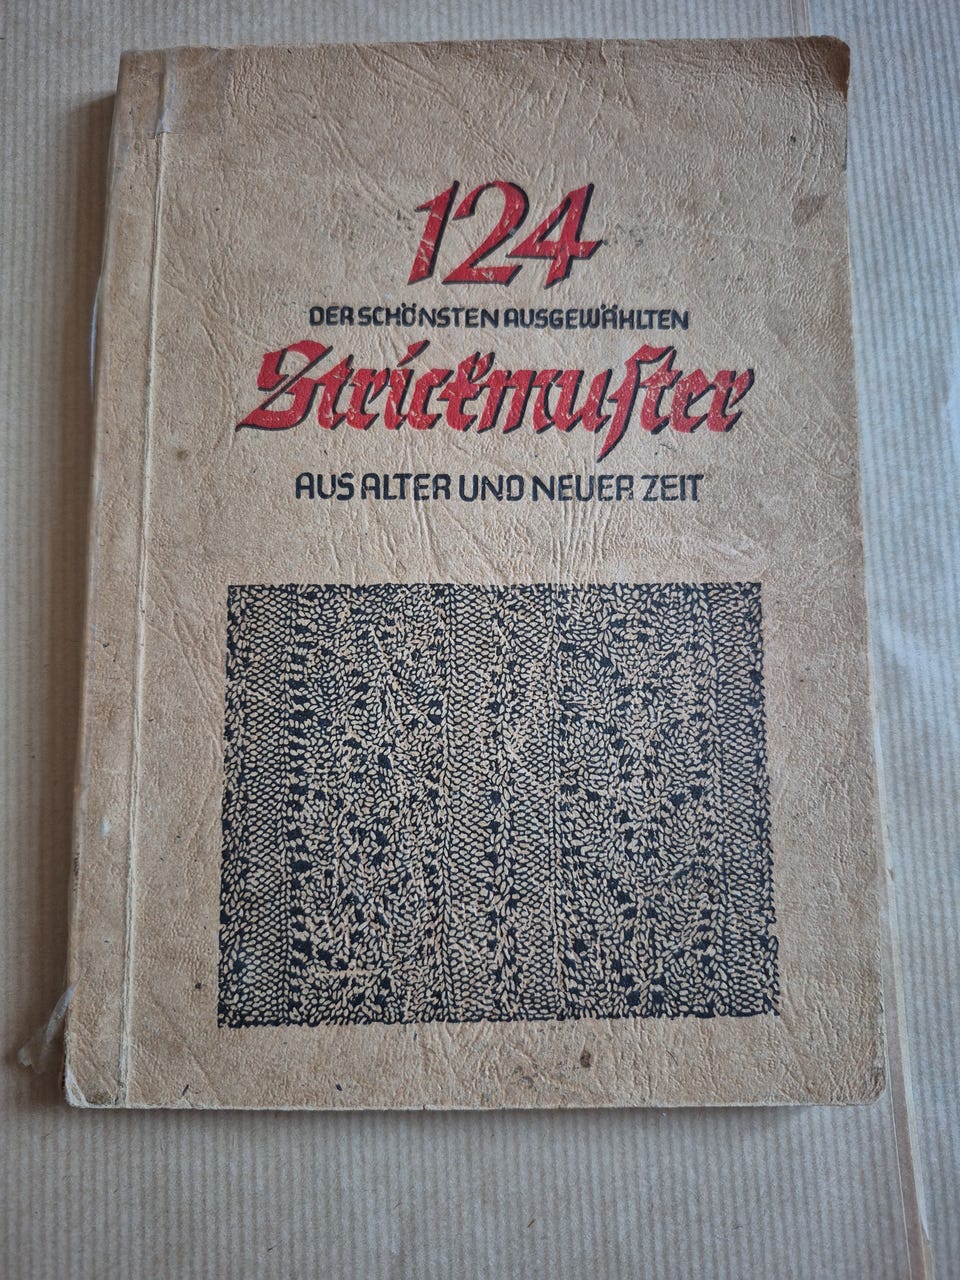 124
DER SCHÖNSTEN AUSGEWÄHLTEN
Strickmuſter
AUS ALTER UND NEUER ZEIT